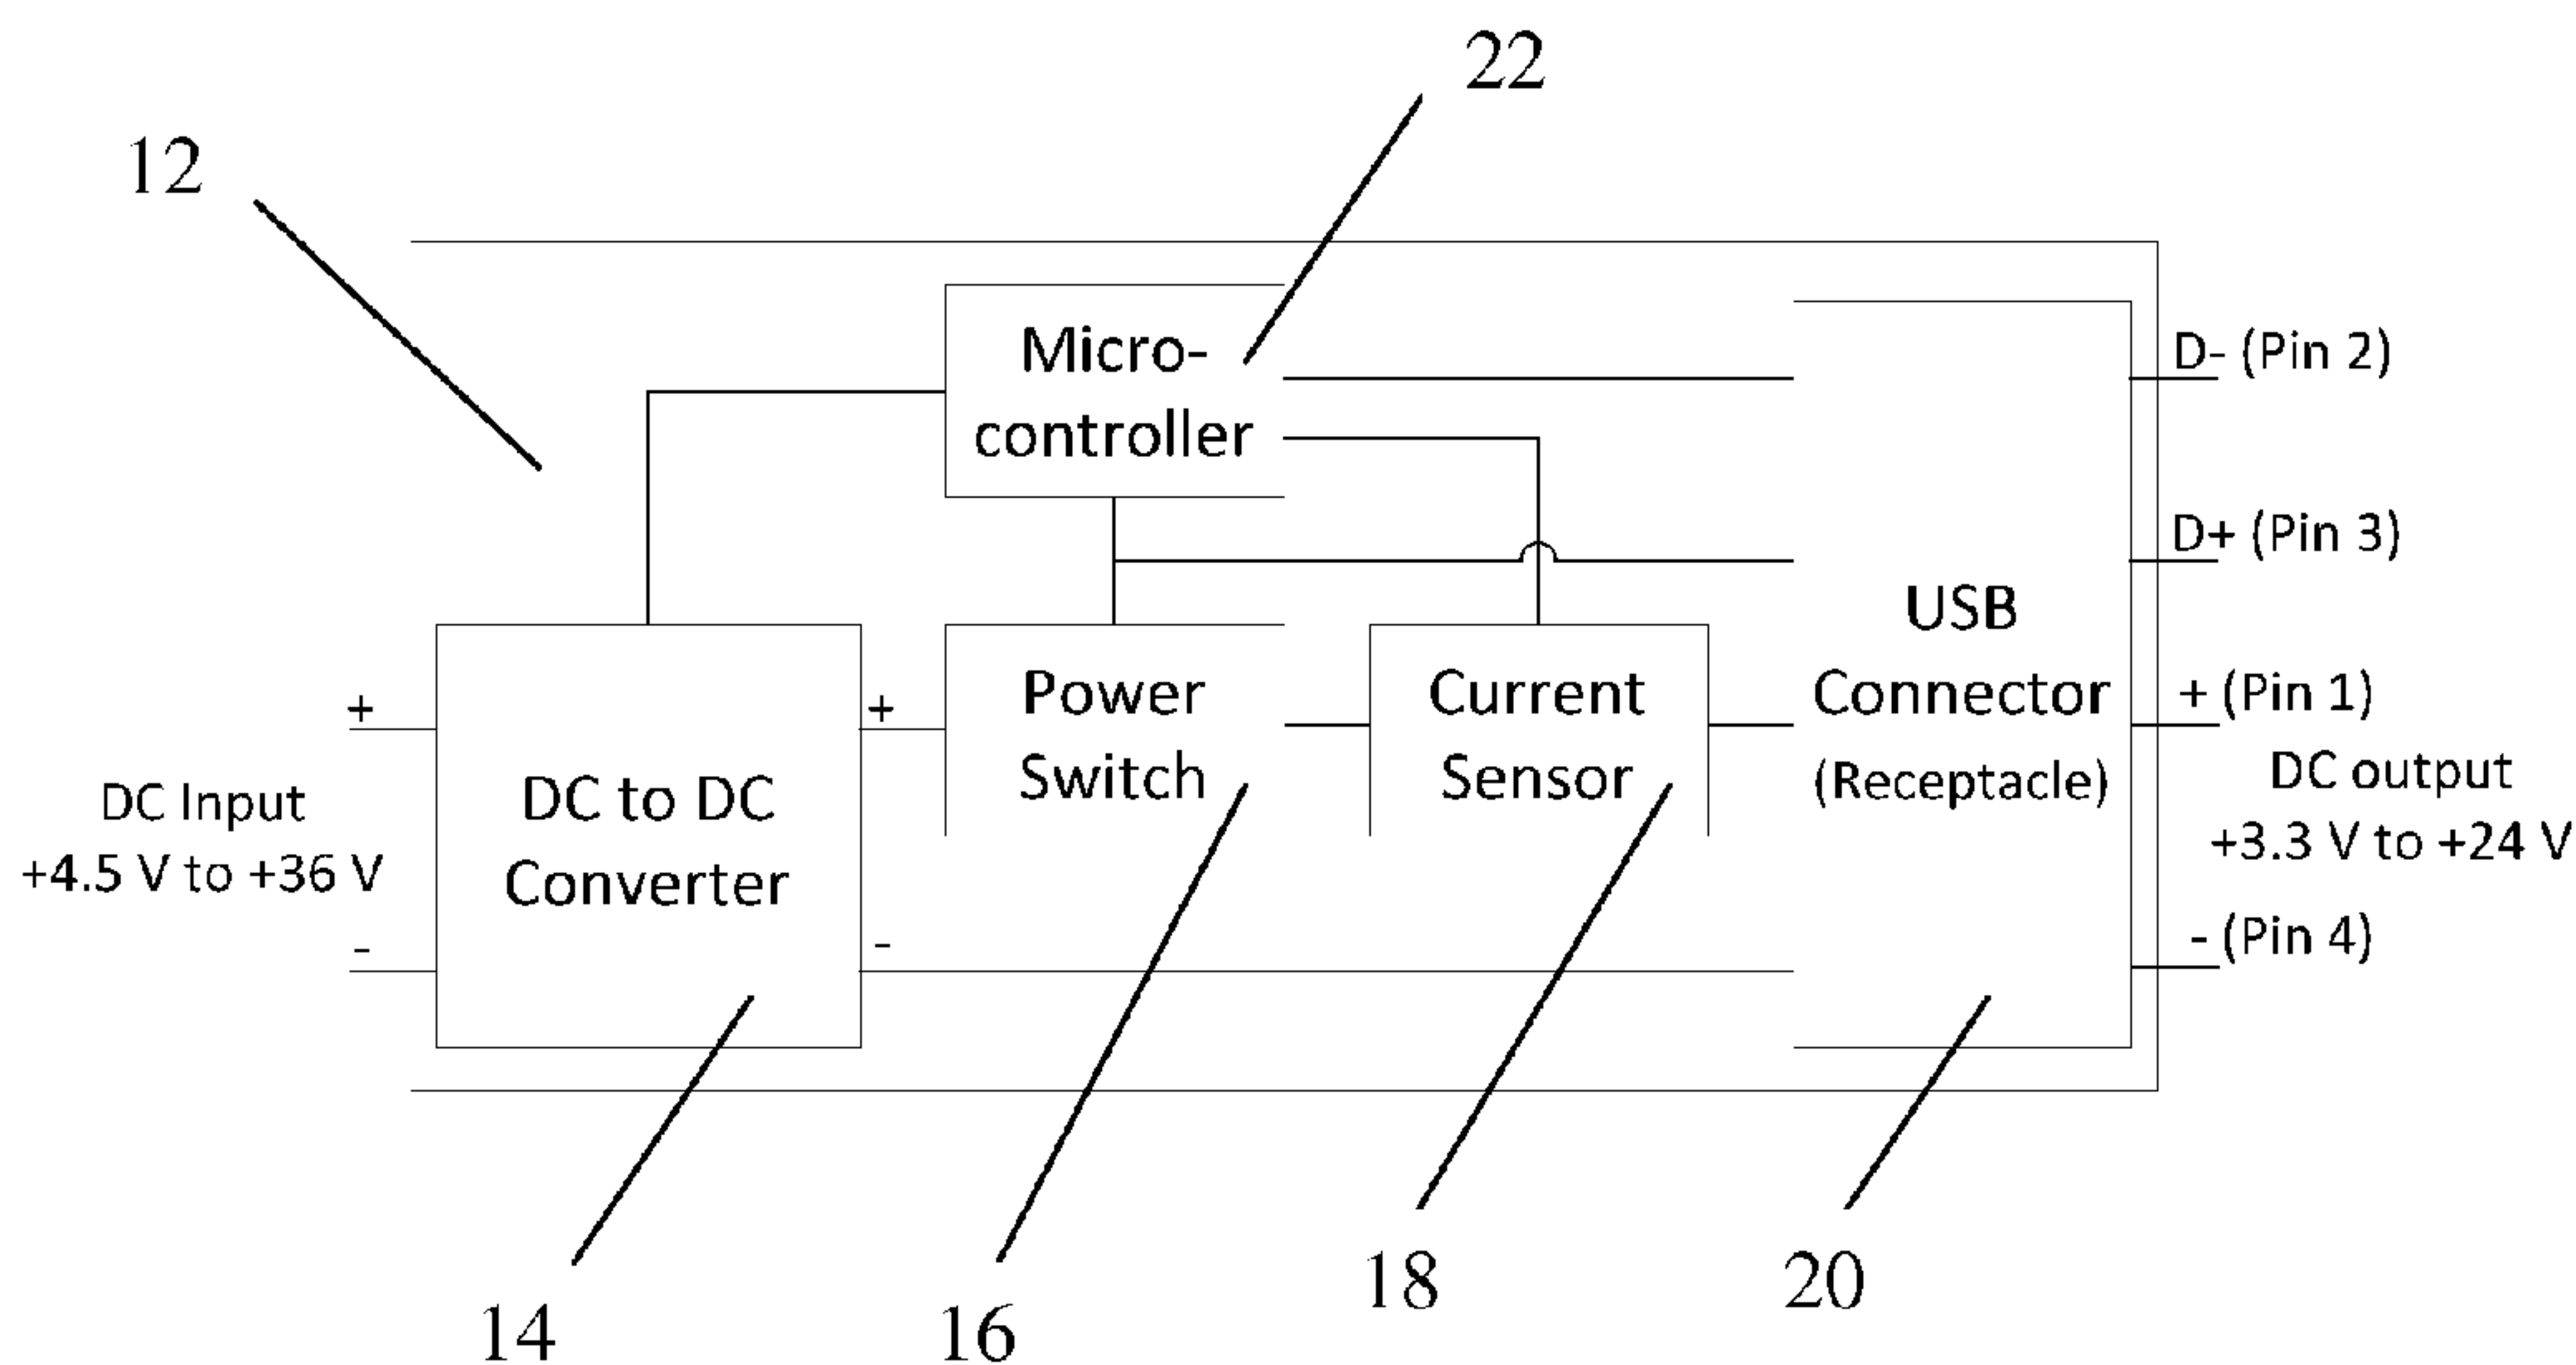 22
12
Micro-
controller
D- (Pin 2)
D+ (Pin 3)
USB
Connector
(Receptacle)
+ (Pin 1)
DC output
+3.3 V to +24 V
- (Pin 4)
Power
Switch
Current
Sensor
+
+
DC Input
+4.5 V to +36 V
DC to DC
Converter
-
-
14
16
18
20